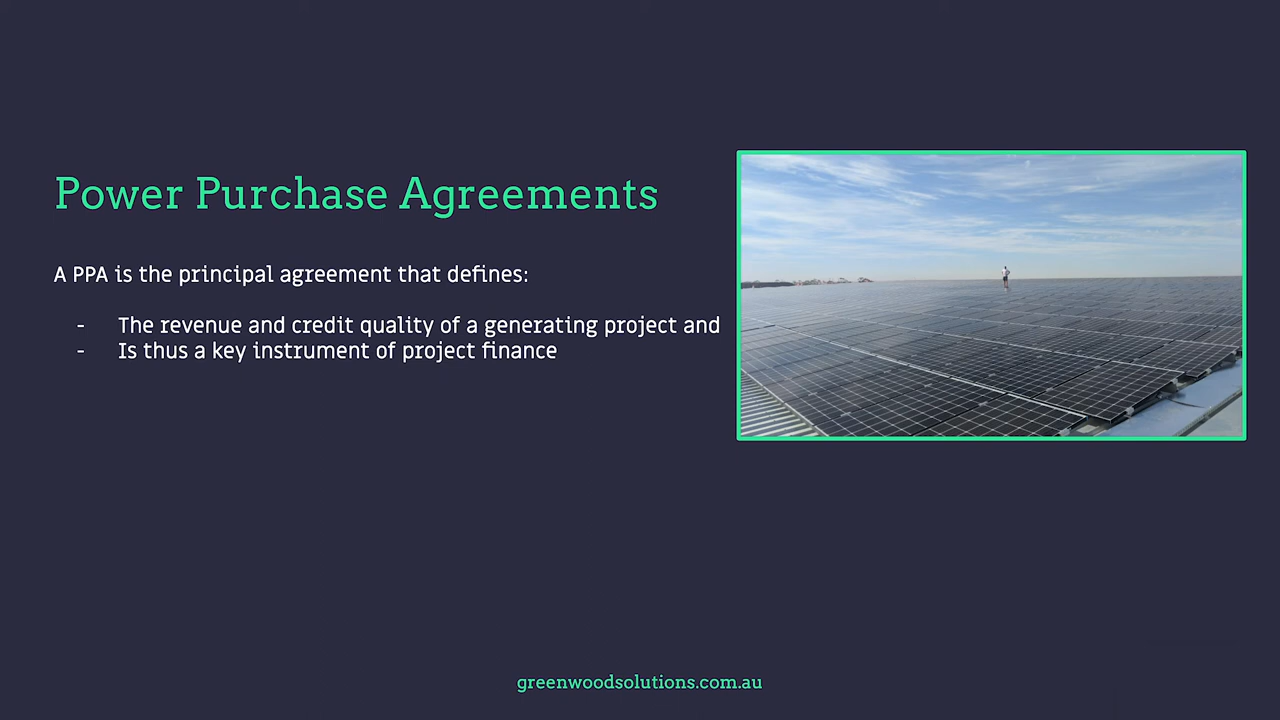 Power Purchase Agreements
A PPA is the principal agreement that defines:
- The revenue and credit quality of a generating project and
- Is thus a key instrument of project finance
greenwoodsolutions.com.au